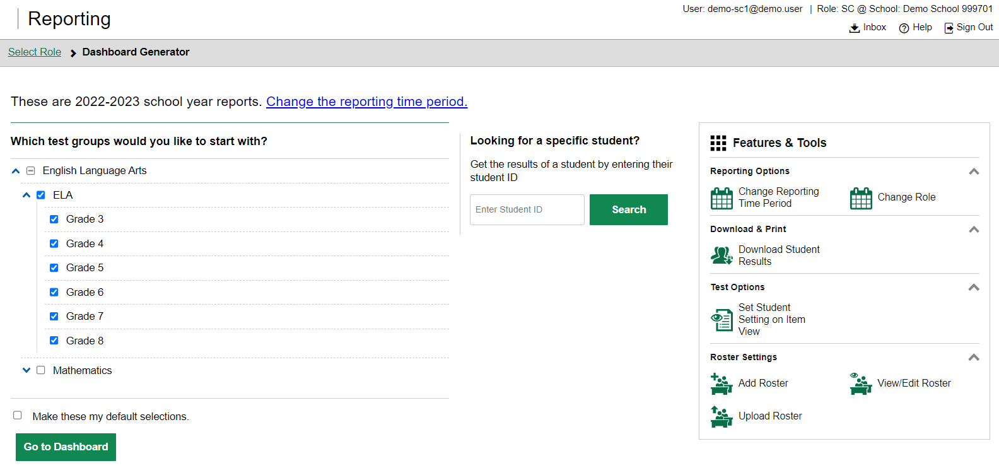 Reporting
User: demo-sc1@demo.user | Role: SC @ School: Demo School 999701
Inbox Help Sign Out
Select Role Dashboard Generator
These are 2022-2023 school year reports. Change the reporting time period.
Which test groups would you like to start with?
English Language Arts
ELA
Grade 3
Grade 4
Grade 5
Grade 6
Grade 7
Grade 8
Mathematics
Make these my default selections.
Go to Dashboard
Looking for a specific student?
Get the results of a student by entering their
student ID
Enter Student ID
Search
Features & Tools
Reporting Options
Change Reporting
Time Period
Change Role
Download & Print
Download Student
Results
Test Options
Set Student
Setting on Item
View
Roster Settings
Add Roster
View/Edit Roster
Upload Roster